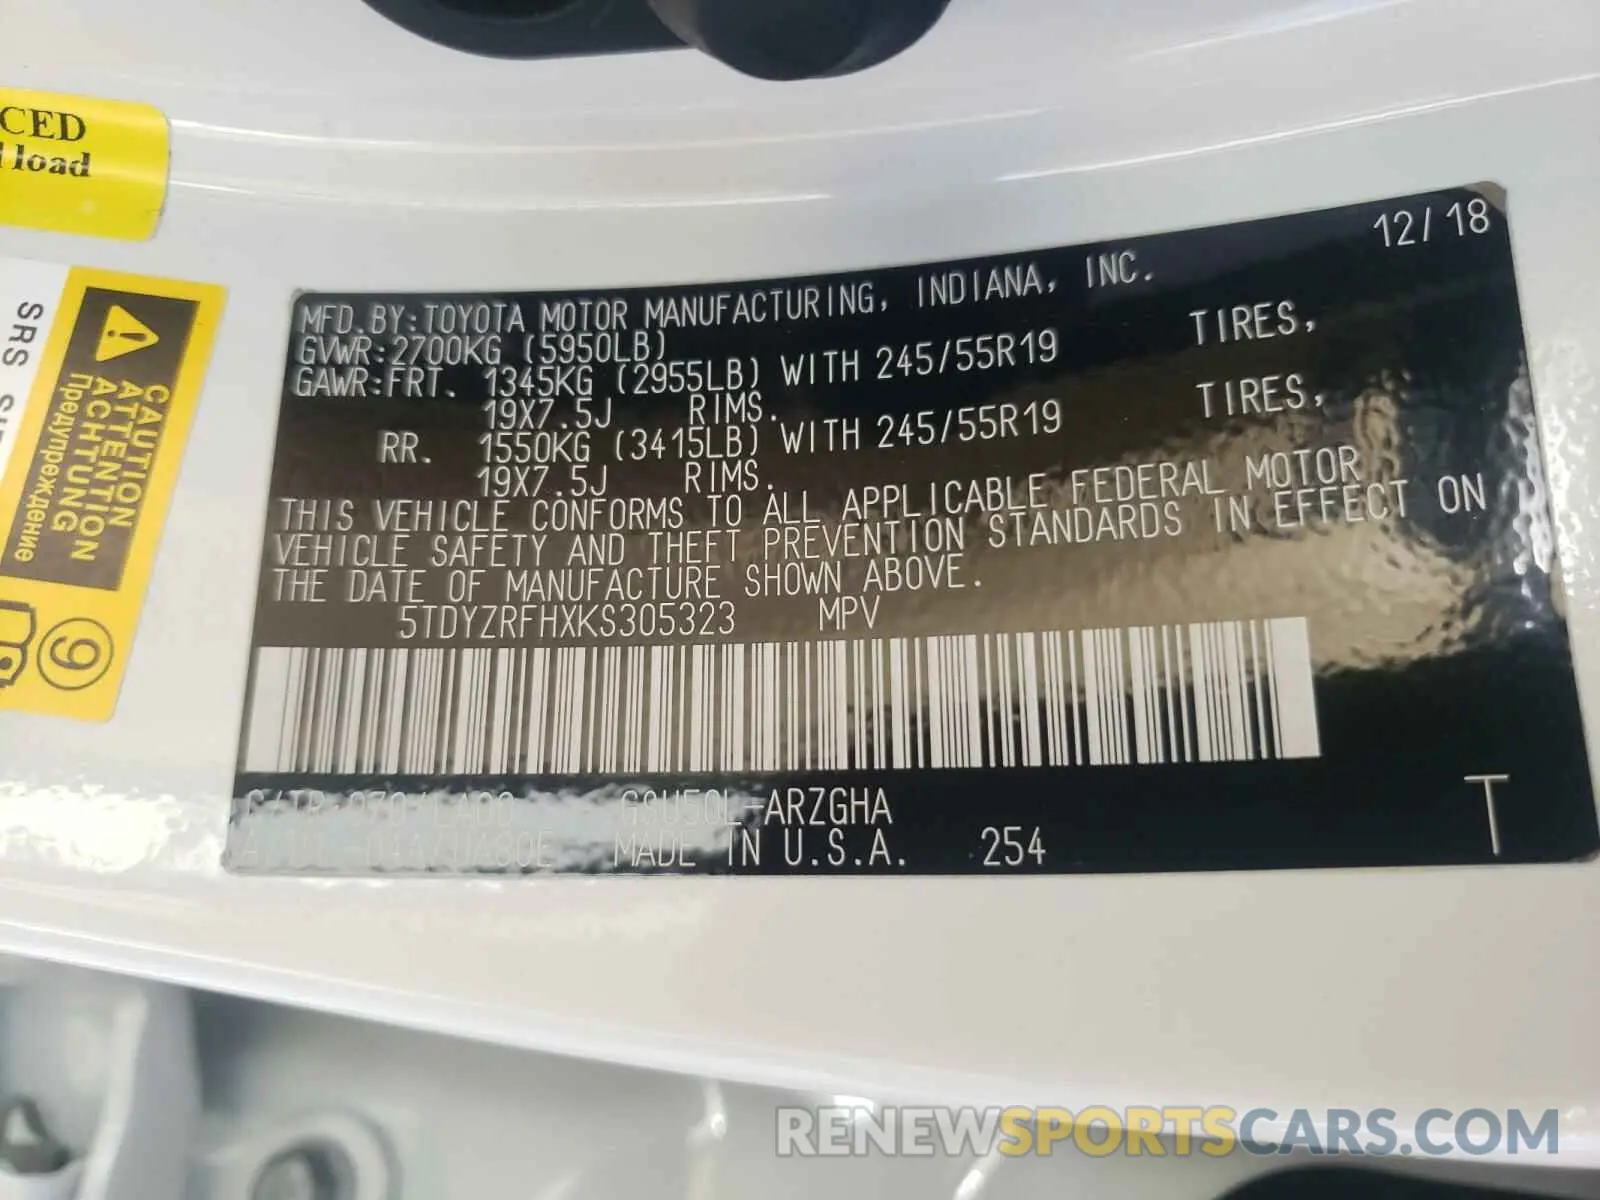 CED
load
SRS
CAUTION
ATTENTION
ACHTUNG
Предупреждение
9
12/18
MFD.BY:TOYOTA MOTOR MANUFACTURING, INDIANA, INC.
GVWR:2700KG (5950LB)
GAWR:FRT. 1345KG (2955LB) WITH 245/55R19 TIRES,
19X7.5J RIMS.
RR. 1550KG (3415LB) WITH 245/55R19 TIRES,
19X7.5J RIMS.
THIS VEHICLE CONFORMS TO ALL APPLICABLE FEDERAL MOTOR
VEHICLE SAFETY AND THEFT PREVENTION STANDARDS IN EFFECT ON
THE DATE OF MANUFACTURE SHOWN ABOVE.
5TDYZRFHXKS305323 MPV
C/TR:070/LA00 GSU50L-ARZGHA
MADE IN U.S.A. 254
T
RENEWSPORTSCARS.COM